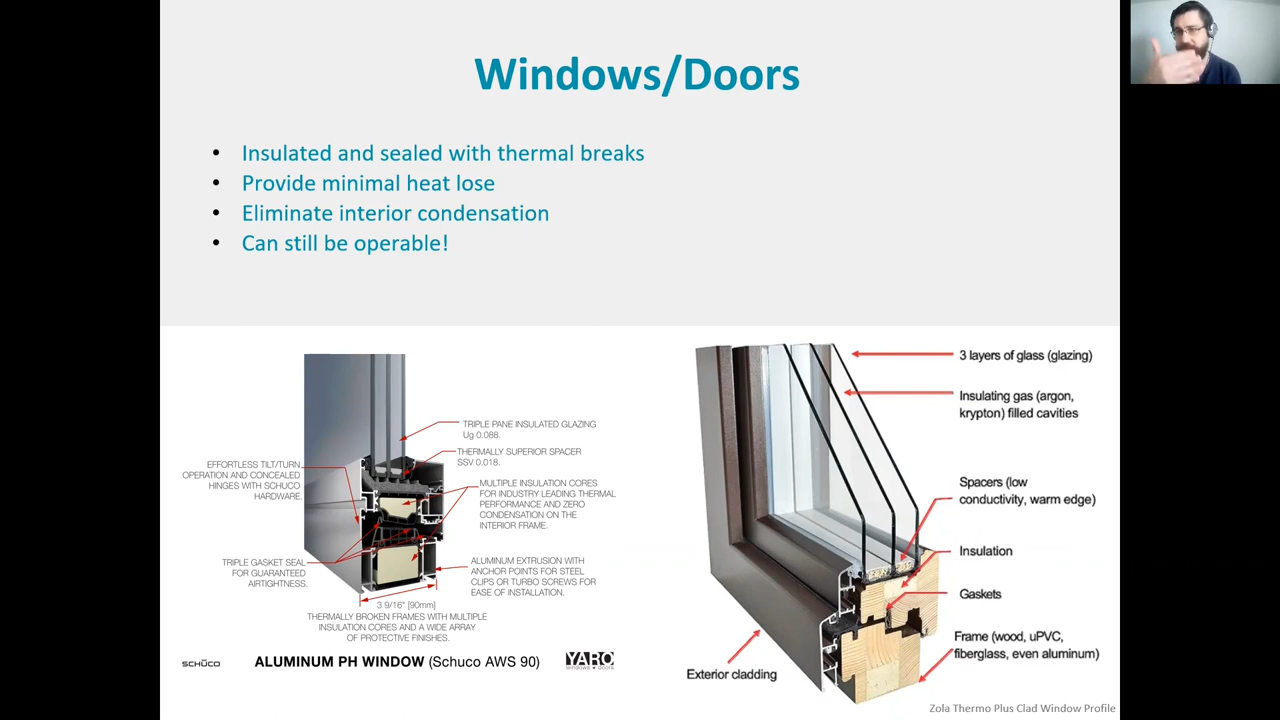 Windows/Doors
• Insulated and sealed with thermal breaks
• Provide minimal heat lose
• Eliminate interior condensation
• Can still be operable!
TRIPLE PANE INSULATED GLAZING
Ug 0.088.
THERMALLY SUPERIOR SPACER
SSV 0.018.
EFFORTLESS TILT/TURN
OPERATION AND CONCEALED
HINGES WITH SCHUCO
HARDWARE.
MULTIPLE INSULATION CORES
FOR INDUSTRY LEADING THERMAL
PERFORMANCE AND ZERO
CONDENSATION ON THE
INTERIOR FRAME.
TRIPLE GASKET SEAL
FOR GUARANTEED
AIRTIGHTNESS.
ALUMINUM EXTRUSION WITH
ANCHOR POINTS FOR STEEL
CLIPS OR TURBO SCREWS FOR
EASE OF INSTALLATION.
3 9/16" [90mm]
THERMALLY BROKEN FRAMES WITH MULTIPLE
INSULATION CORES AND A WIDE ARRAY
OF PROTECTIVE FINISHES.
SCHÜCO
ALUMINUM PH WINDOW (Schuco AWS 90)
YARO
windows + doors
3 layers of glass (glazing)
Insulating gas (argon,
krypton) filled cavities
Spacers (low
conductivity, warm edge)
Insulation
Gaskets
Frame (wood, uPVC,
fiberglass, even aluminum)
Exterior cladding
Zola Thermo Plus Clad Window Profile